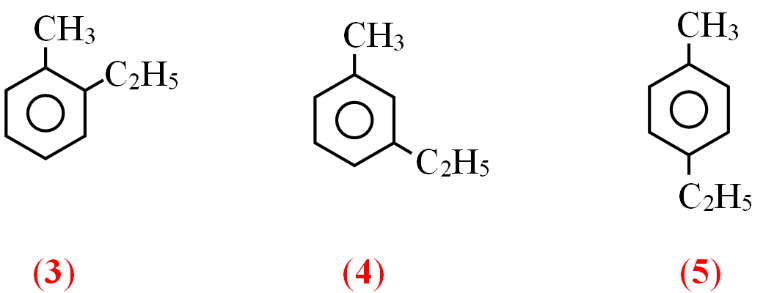 CH₃
C₂H₅
CH₃
C₂H₅
CH₃
C₂H₅
(3)
(4)
(5)